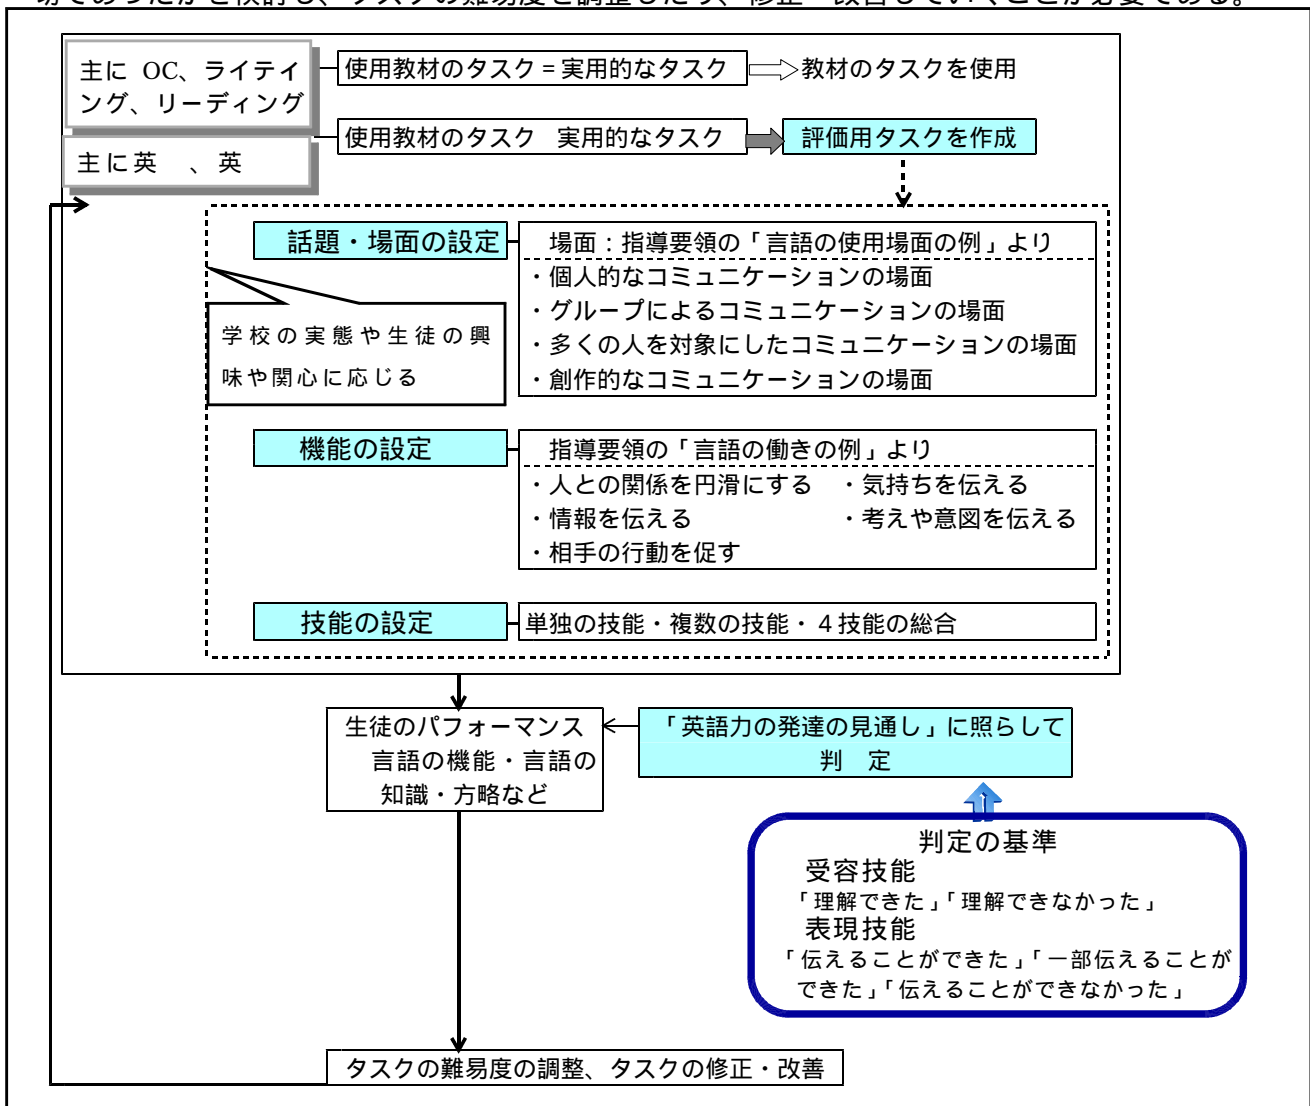 主に OC、ライティ
ング、リーディング
使用教材のタスク＝実用的なタスク
教材のタスクを使用
主に英　、英
使用教材のタスク　実用的なタスク
評価用タスクを作成
話題・場面の設定
場面：指導要領の「言語の使用場面の例」より
・個人的なコミュニケーションの場面
・グループによるコミュニケーションの場面
・多くの人を対象にしたコミュニケーションの場面
・創作的なコミュニケーションの場面
学校の実態や生徒の興
味や関心に応じる
機能の設定
指導要領の「言語の働きの例」より
・人との関係を円滑にする　・気持ちを伝える
・情報を伝える　・考えや意図を伝える
・相手の行動を促す
技能の設定
単独の技能・複数の技能・４技能の総合
生徒のパフォーマンス
言語の機能・言語の
知識・方略など
「英語力の発達の見通し」に照らして
判　定
判定の基準
受容技能
「理解できた」「理解できなかった」
表現技能
「伝えることができた」「一部伝えることが
できた」「伝えることができなかった」
タスクの難易度の調整、タスクの修正・改善